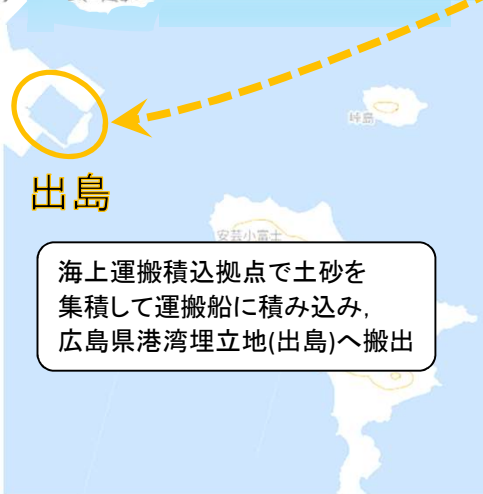 峠島
出島
安芸小富士
海上運搬積込拠点で土砂を
集積して運搬船に積み込み,
広島県港湾埋立地(出島)へ搬出